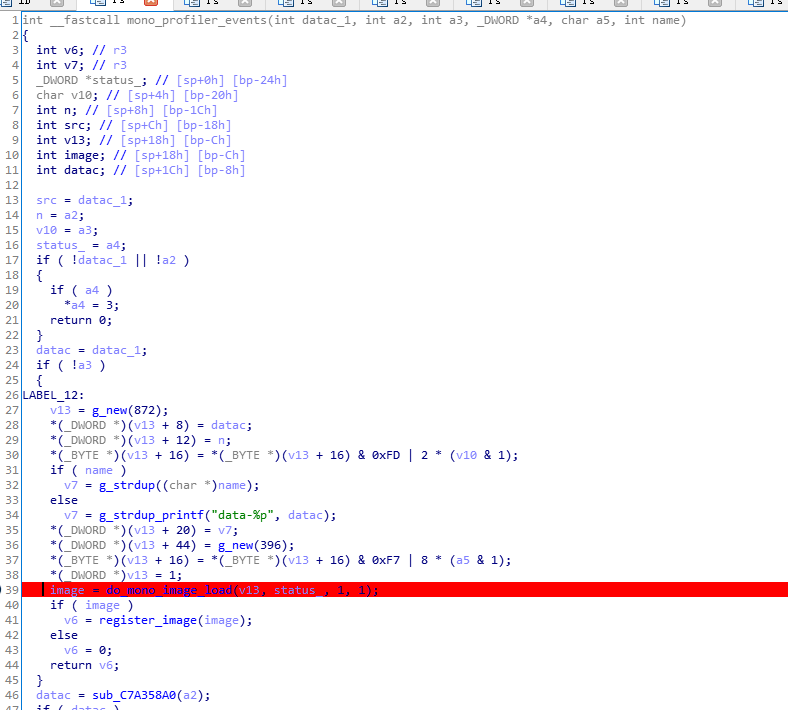 1 int __fastcall mono_profiler_events(int datac_1, int a2, int a3, _DWORD *a4, char a5, int name)
2 {
3 int v6; // r3
4 int v7; // r3
5 _DWORD *status_; // [sp+0h] [bp-24h]
6 char v10; // [sp+4h] [bp-20h]
7 int n; // [sp+8h] [bp-1Ch]
8 int src; // [sp+Ch] [bp-18h]
9 int v13; // [sp+18h] [bp-Ch]
10 int image; // [sp+18h] [bp-Ch]
11 int datac; // [sp+1Ch] [bp-8h]
12
13 src = datac_1;
14 n = a2;
15 v10 = a3;
16 status_ = a4;
17 if ( !datac_1 || !a2 )
18 {
19 if ( a4 )
20 *a4 = 3;
21 return 0;
22 }
23 datac = datac_1;
24 if ( !a3 )
25 {
26 LABEL_12:
27 v13 = g_new(872);
28 *(_DWORD *)(v13 + 8) = datac;
29 *(_DWORD *)(v13 + 12) = n;
30 *(_BYTE *)(v13 + 16) = *(_BYTE *)(v13 + 16) & 0xFD | 2 * (v10 & 1);
31 if ( name )
32 v7 = g_strdup((char *)name);
33 else
34 v7 = g_strdup_printf("data-%p", datac);
35 *(_DWORD *)(v13 + 20) = v7;
36 *(_DWORD *)(v13 + 44) = g_new(396);
37 *(_BYTE *)(v13 + 16) = *(_BYTE *)(v13 + 16) & 0xF7 | 8 * (a5 & 1);
38 *(_DWORD *)v13 = 1;
39 image = do_mono_image_load(v13, status_, 1, 1);
40 if ( image )
41 v6 = register_image(image);
42 else
43 v6 = 0;
44 return v6;
45 }
46 datac = sub_C7A358A0(a2);
47 if ( datac )